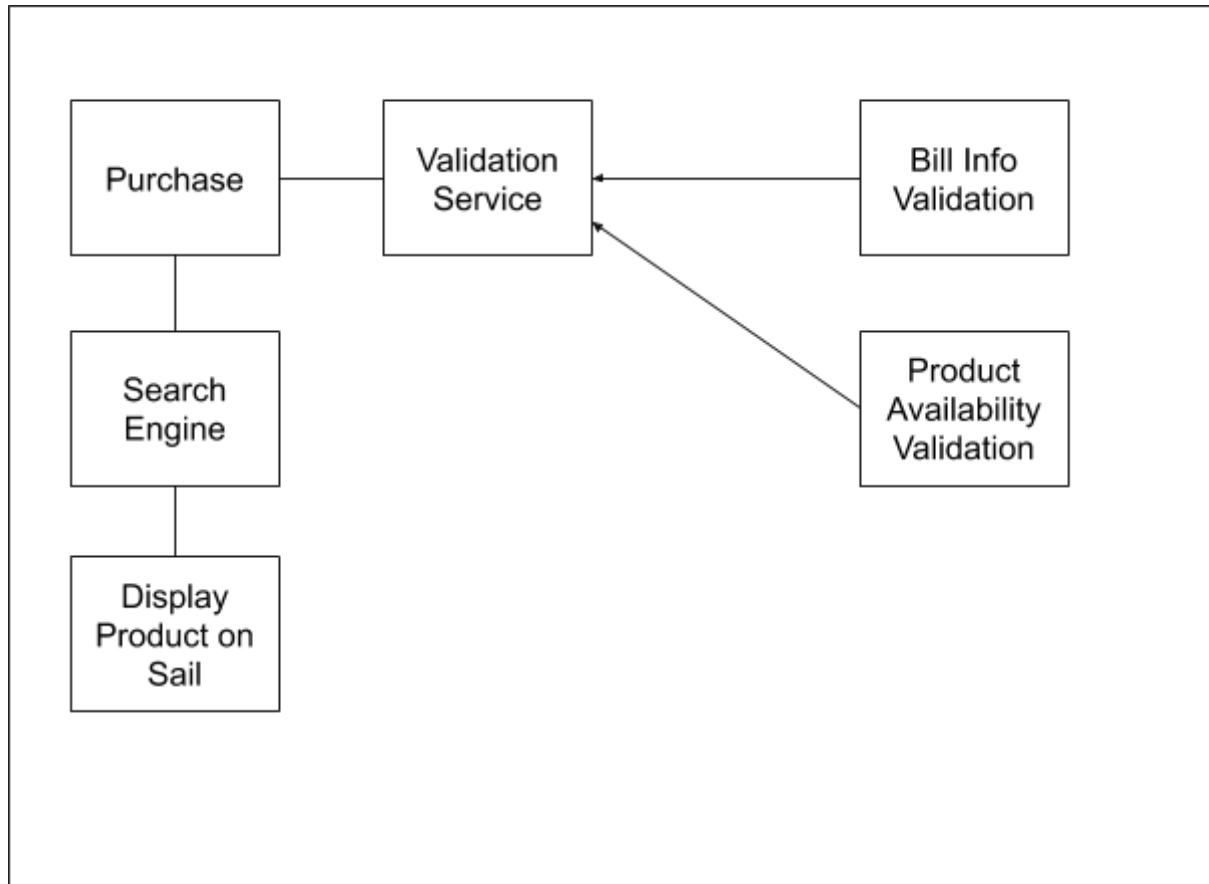 Purchase
Validation
Service
Bill Info
Validation
Search
Engine
Product
Availability
Validation
Display
Product on
Sail